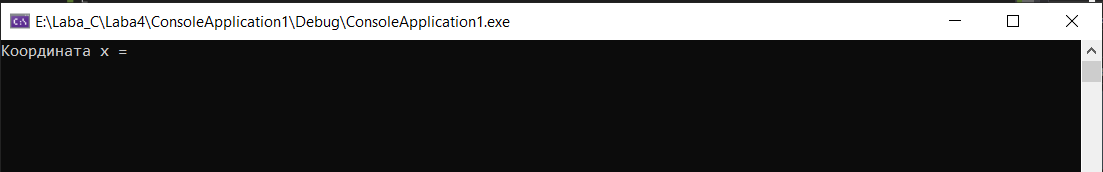 E:\Laba_C\Laba4\ConsoleApplication1\Debug\ConsoleApplication1.exe
Координата x =